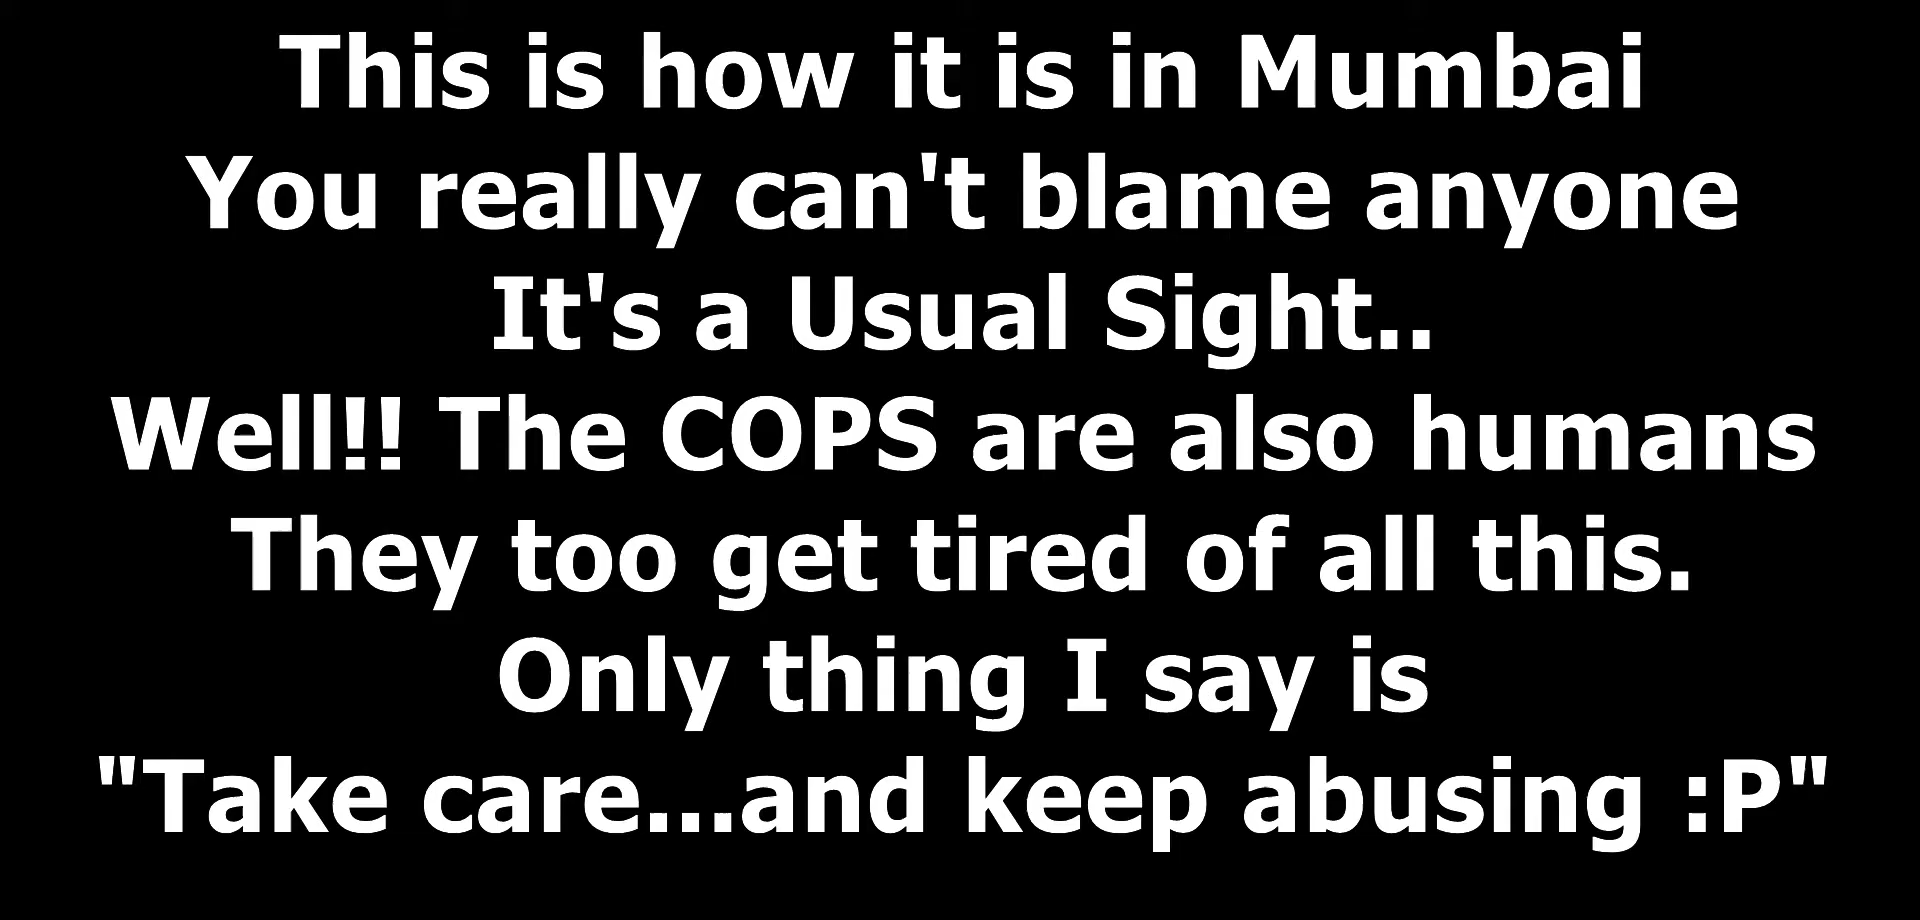 This is how it is in Mumbai
You really can't blame anyone
It's a Usual Sight..
Well!! The COPS are also humans
They too get tired of all this.
Only thing I say is
"Take care...and keep abusing :P"